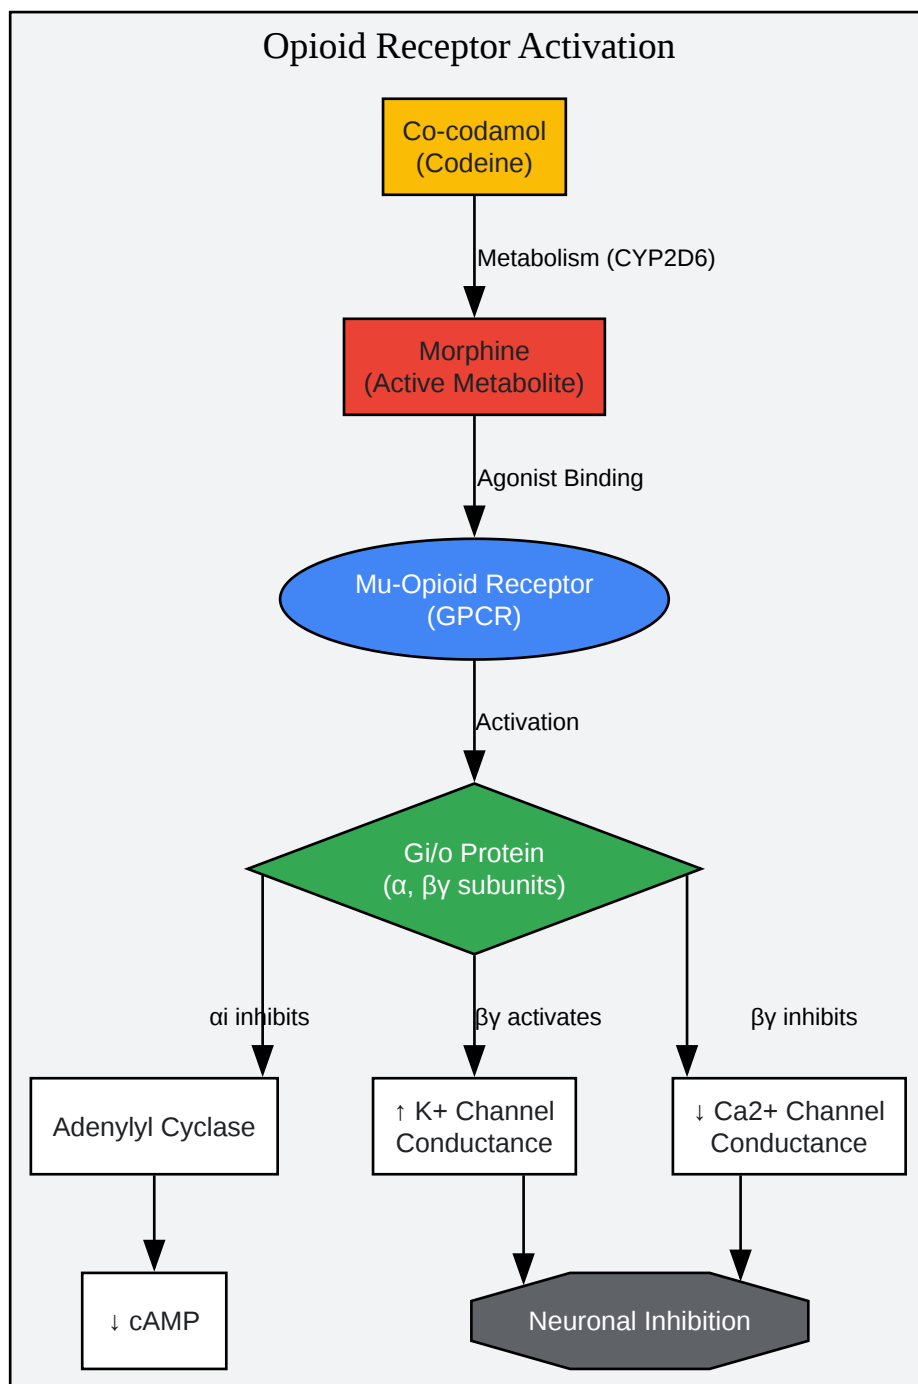 Opioid Receptor Activation
Co-codamol
(Codeine)
Metabolism (CYP2D6)
Morphine
(Active Metabolite)
Agonist Binding
Mu-Opioid Receptor
(GPCR)
Activation
Gi/o Protein
(α, βγ subunits)
αi inhibits
βγ activates
βγ inhibits
Adenylyl Cyclase
↑ K+ Channel
Conductance
↓ Ca2+ Channel
Conductance
↓ cAMP
Neuronal Inhibition